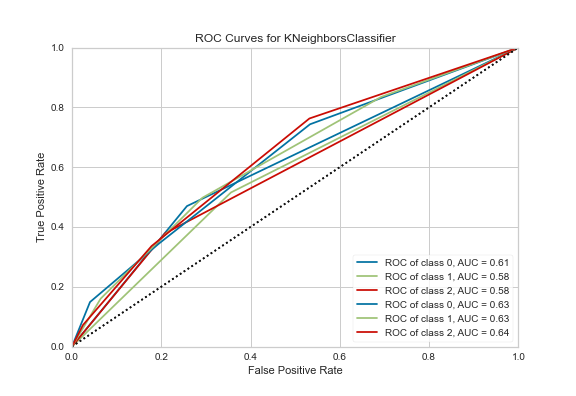 ROC Curves for KNeighborsClassifier
1.0
0.8
0.6
0.4
0.2
0.0
True Positive Rate
ROC of class 0, AUC = 0.61
ROC of class 1, AUC = 0.58
ROC of class 2, AUC = 0.58
ROC of class 0, AUC = 0.63
ROC of class 1, AUC = 0.63
ROC of class 2, AUC = 0.64
0.0 0.2 0.4 0.6 0.8 1.0
False Positive Rate